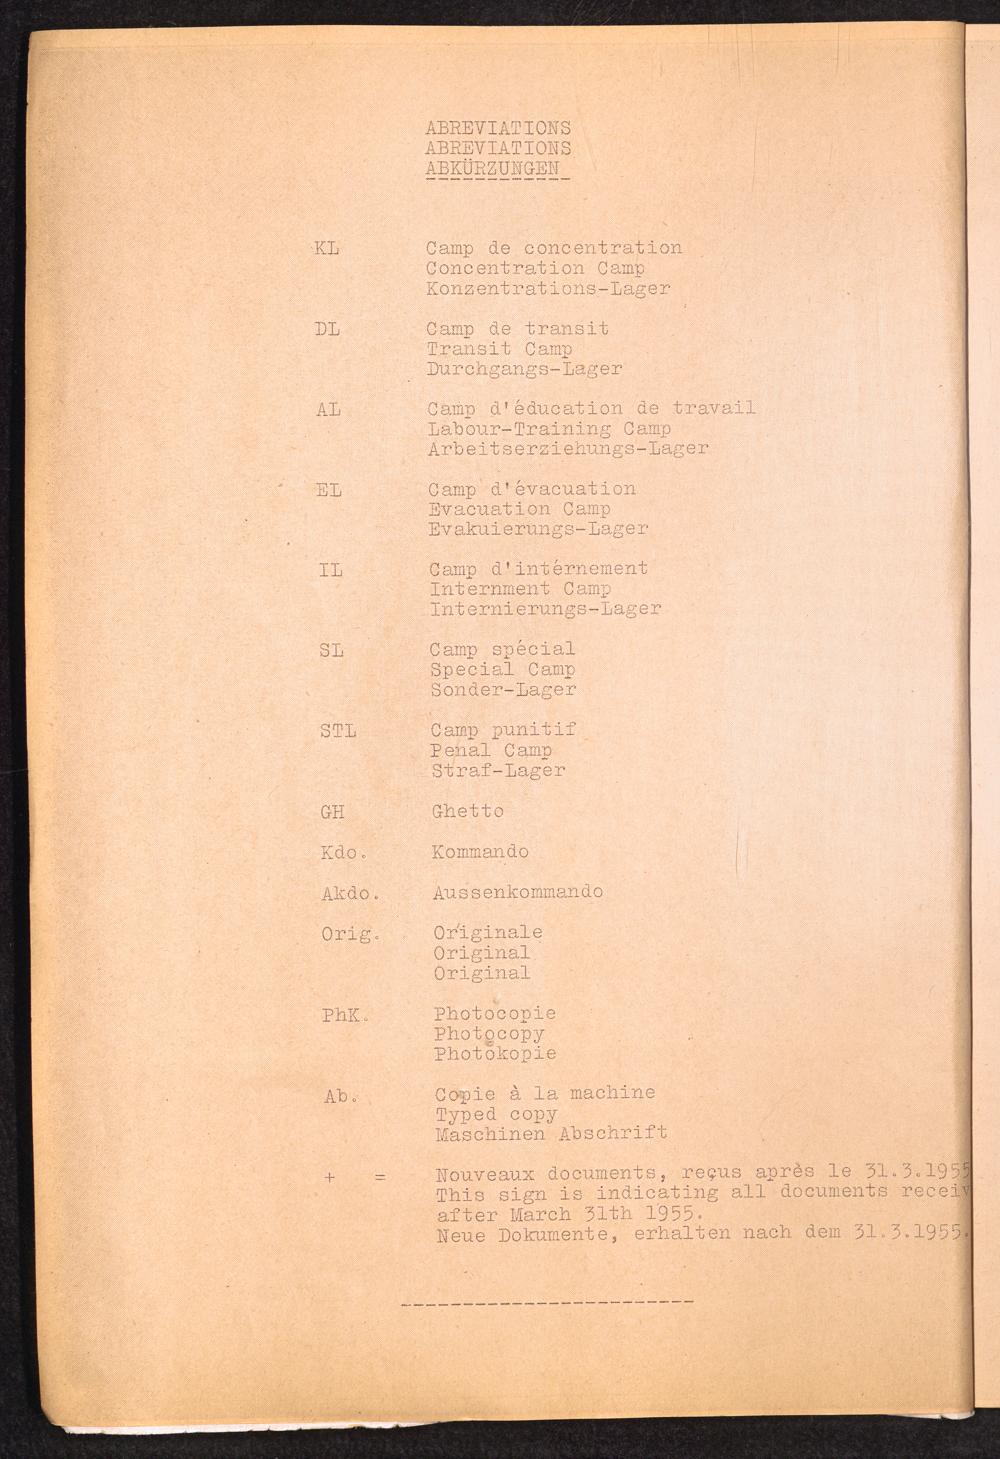 ABREVIATIONS
ABREVIATIONS
ABKÜRZUNGEN
KL Camp de concentration
Concentration Camp
Konzentrations-Lager
DL Camp de transit
Transit Camp
Durchgangs-Lager
AL Camp d'éducation de travail
Labour-Training Camp
Arbeitserziehungs-Lager
EL Camp d'évacuation
Evacuation Camp
Evakuierungs-Lager
IL Camp d'intérnement
Internment Camp
Internierungs-Lager
SL Camp spécial
Special Camp
Sonder-Lager
STL Camp punitif
Penal Camp
Straf-Lager
GH Ghetto
Kdo. Kommando
Akdo. Aussenkommando
Orig. Originale
Original
Original
PhK. Photocopie
Photocopy
Photokopie
Ab. Copie à la machine
Typed copy
Maschinen Abschrift
+ = Nouveaux documents, reçus après le 31.3.1955
This sign is indicating all documents receiv
after March 31th 1955.
Neue Dokumente, erhalten nach dem 31.3.1955.